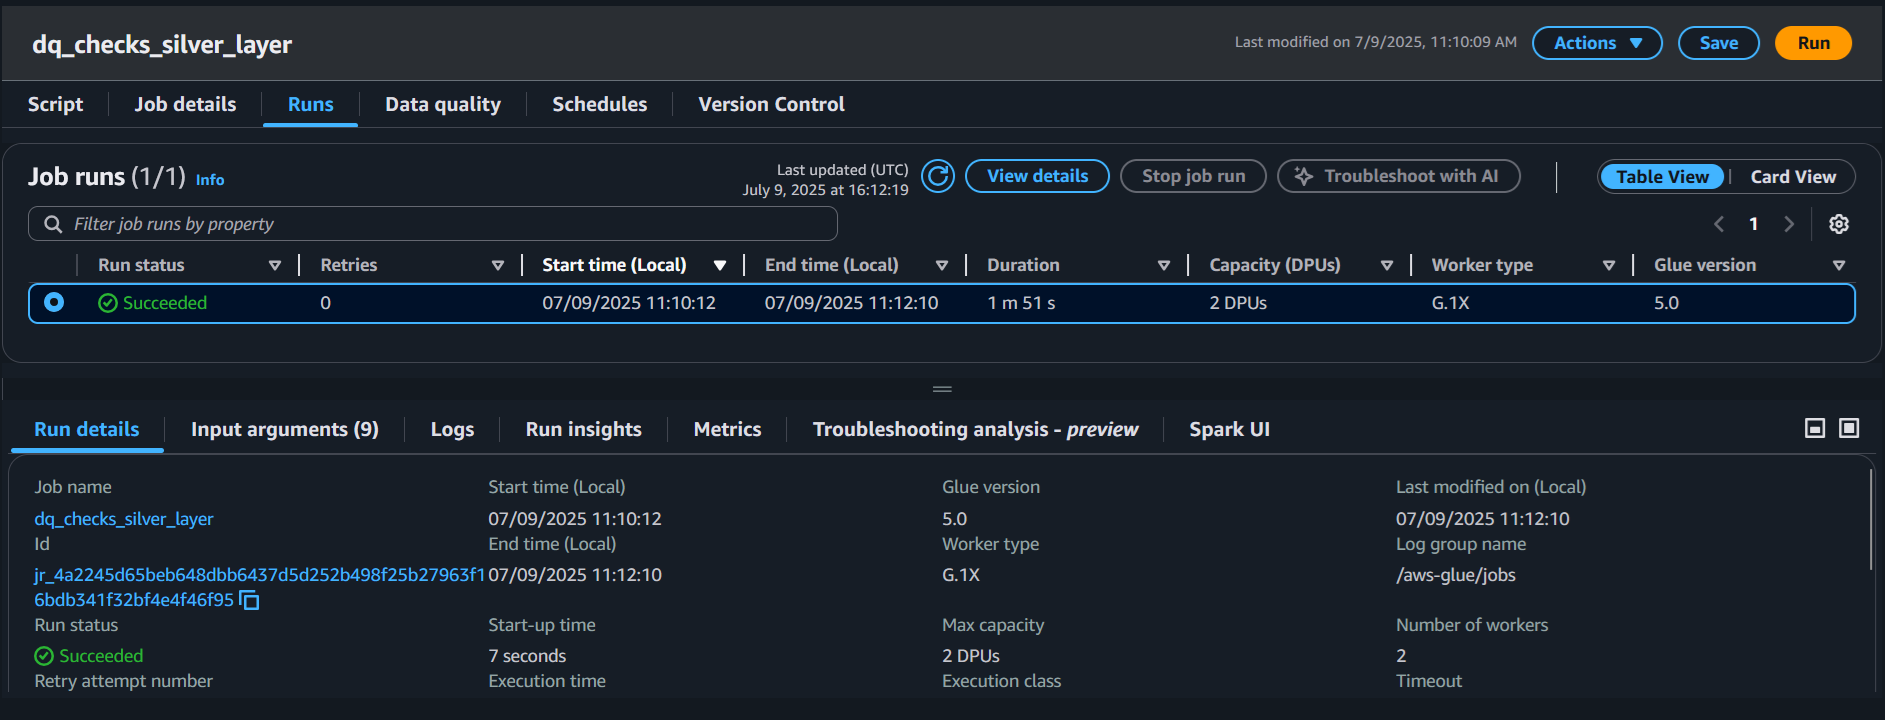 dq_checks_silver_layer
Last modified on 7/9/2025, 11:10:09 AM
Actions
Save
Run
Script
Job details
Runs
Data quality
Schedules
Version Control
Job runs (1/1) Info
Last updated (UTC)
July 9, 2025 at 16:12:19
View details
Stop job run
Troubleshoot with AI
Table View
Card View
Filter job runs by property
1
Run status
Retries
Start time (Local)
End time (Local)
Duration
Capacity (DPUs)
Worker type
Glue version
Succeeded
0
07/09/2025 11:10:12
07/09/2025 11:12:10
1 m 51 s
2 DPUs
G.1X
5.0
Run details
Input arguments (9)
Logs
Run insights
Metrics
Troubleshooting analysis - preview
Spark UI
Job name
dq_checks_silver_layer
Id
jr_4a2245d65beb648dbb6437d5d252b498f25b27963f1
6bdb341f32bf4e4f46f95
Run status
Succeeded
Retry attempt number
Start time (Local)
07/09/2025 11:10:12
End time (Local)
07/09/2025 11:12:10
Start-up time
7 seconds
Execution time
Glue version
5.0
Worker type
G.1X
Max capacity
2 DPUs
Execution class
Last modified on (Local)
07/09/2025 11:12:10
Log group name
/aws-glue/jobs
Number of workers
2
Timeout